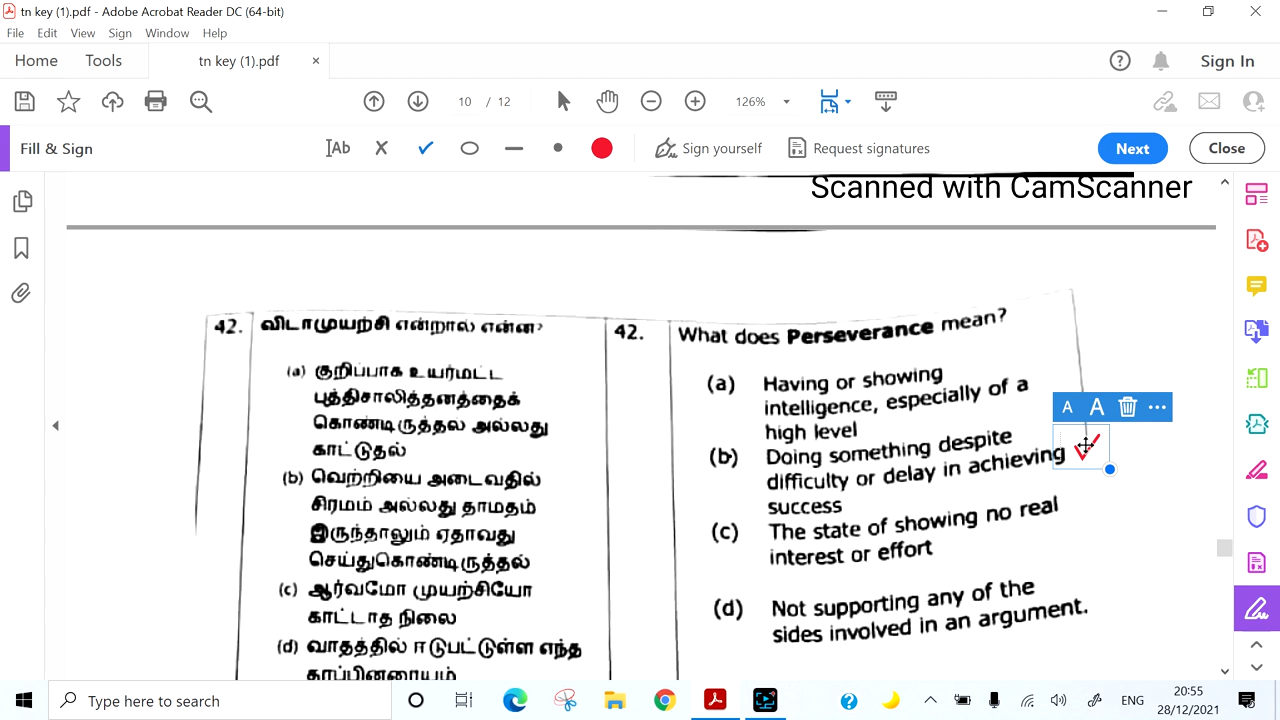 tn key (1).pdf - Adobe Acrobat Reader DC (64-bit)
File Edit View Sign Window Help
Home Tools tn key (1).pdf × Sign In
10 / 12 126%
Fill & Sign Ab Sign yourself Request signatures Next Close
Scanned with CamScanner
42. விடாமுயற்சி என்றால் என்ன?
(a) குறிப்பாக உயர்மட்ட
புத்திசாலித்தனத்தைக்
கொண்டிருத்தல் அல்லது
காட்டுதல்
(b) வெற்றியை அடைவதில்
சிரமம் அல்லது தாமதம்
இருந்தாலும் ஏதாவது
செய்துகொண்டிருத்தல்
(c) ஆர்வமோ முயற்சியோ
காட்டாத நிலை
(d) வாதத்தில் ஈடுபட்டுள்ள எந்த
42. What does Perseverance mean?
(a) Having or showing
intelligence, especially of a
high level
(b) Doing something despite
difficulty or delay in achieving
success
(c) The state of showing no real
interest or effort
(d) Not supporting any of the
sides involved in an argument.
A A
Type here to search
ENG
20:55
28/12/2021